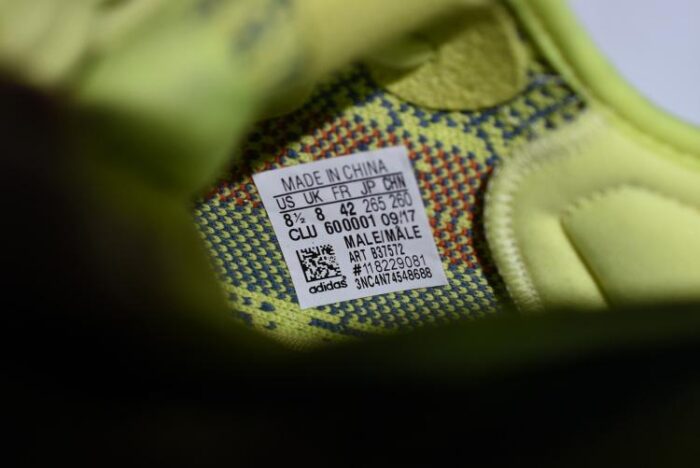 MADE IN CHINA
US UK FR JP CHN
8½ 8 42 265 260
CLU 600001 09/17
MALE/MÂLE
ART B37572
#118229081
3NC4N74548688
adidas